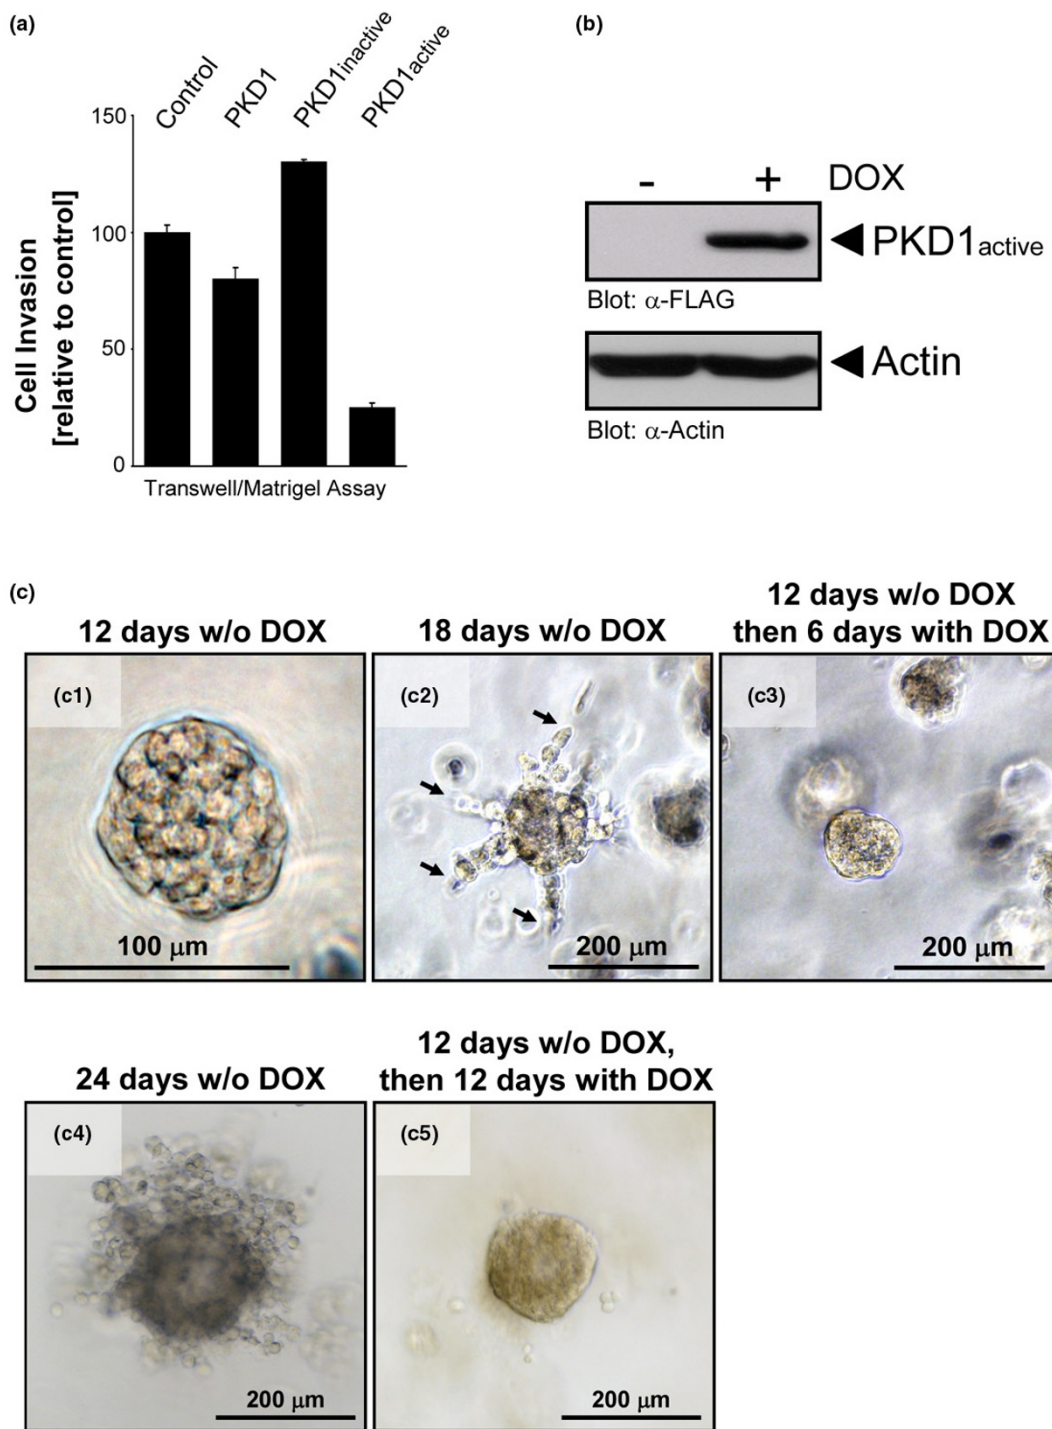 (a)
Control
PKD1
PKD1inactive
PKD1active
150
100
50
0
Cell Invasion
[relative to control]
Transwell/Matrigel Assay
(b)
- + DOX
PKD1active
Blot: α-FLAG
Actin
Blot: α-Actin
(c)
12 days w/o DOX
(c1)
100 μm
18 days w/o DOX
(c2)
200 μm
12 days w/o DOX
then 6 days with DOX
(c3)
200 μm
24 days w/o DOX
(c4)
200 μm
12 days w/o DOX,
then 12 days with DOX
(c5)
200 μm